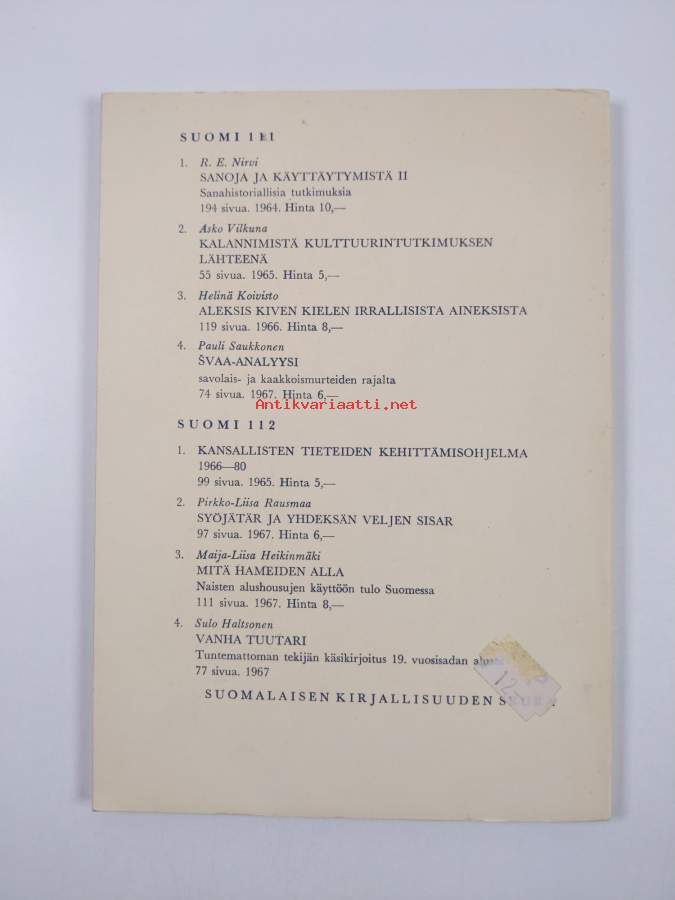 SUOMI 111
1. R. E. Nirvi
SANOJA JA KÄYTTÄYTYMISTÄ II
Sanahistoriallisia tutkimuksia
194 sivua. 1964. Hinta 10,—
2. Asko Vilkuna
KALANNIMISTÄ KULTTUURINTUTKIMUKSEN
LÄHTEENÄ
55 sivua. 1965. Hinta 5,—
3. Helinä Koivisto
ALEKSIS KIVEN KIELEN IRRALLISISTA AINEKSISTA
119 sivua. 1966. Hinta 8,—
4. Pauli Saukkonen
ŠVAA-ANALYYSI
savolais- ja kaakkoismurteiden rajalta
74 sivua. 1967. Hinta 6,—
Antikvariaatti.net
SUOMI 112
1. KANSALLISTEN TIETEIDEN KEHITTÄMISOHJELMA
1966—80
99 sivua. 1965. Hinta 5,—
2. Pirkko-Liisa Rausmaa
SYÖJÄTÄR JA YHDEKSÄN VELJEN SISAR
97 sivua. 1967. Hinta 6,—
3. Maija-Liisa Heikinmäki
MITÄ HAMEIDEN ALLA
Naisten alushousujen käyttöön tulo Suomessa
111 sivua. 1967. Hinta 8,—
4. Sulo Haltsonen
VANHA TUUTARI
Tuntemattoman tekijän käsikirjoitus 19. vuosisadan
77 sivua. 1967
12,—
SUOMALAISEN KIRJALLISUUDEN SEURA